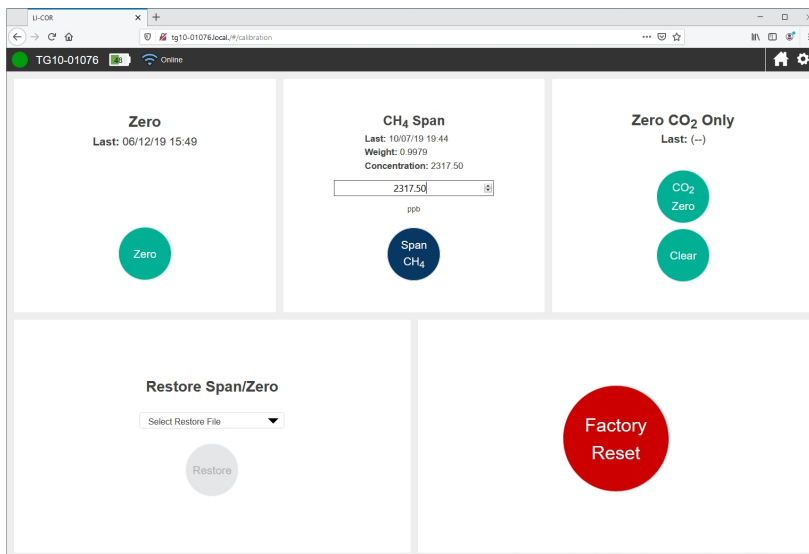 LI-COR
tg10-01076.local./#/calibration
TG10-01076 48 Online
Zero
Last: 06/12/19 15:49
Zero
CH4 Span
Last: 10/07/19 19:44
Weight: 0.9979
Concentration: 2317.50
2317.50
ppb
Span
CH4
Zero CO2 Only
Last: (--)
CO2
Zero
Clear
Restore Span/Zero
Select Restore File
Restore
Factory
Reset